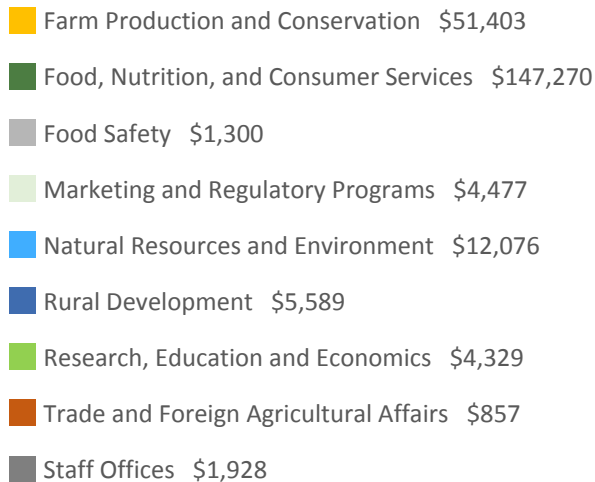 Farm Production and Conservation $51,403
Food, Nutrition, and Consumer Services $147,270
Food Safety $1,300
Marketing and Regulatory Programs $4,477
Natural Resources and Environment $12,076
Rural Development $5,589
Research, Education and Economics $4,329
Trade and Foreign Agricultural Affairs $857
Staff Offices $1,928